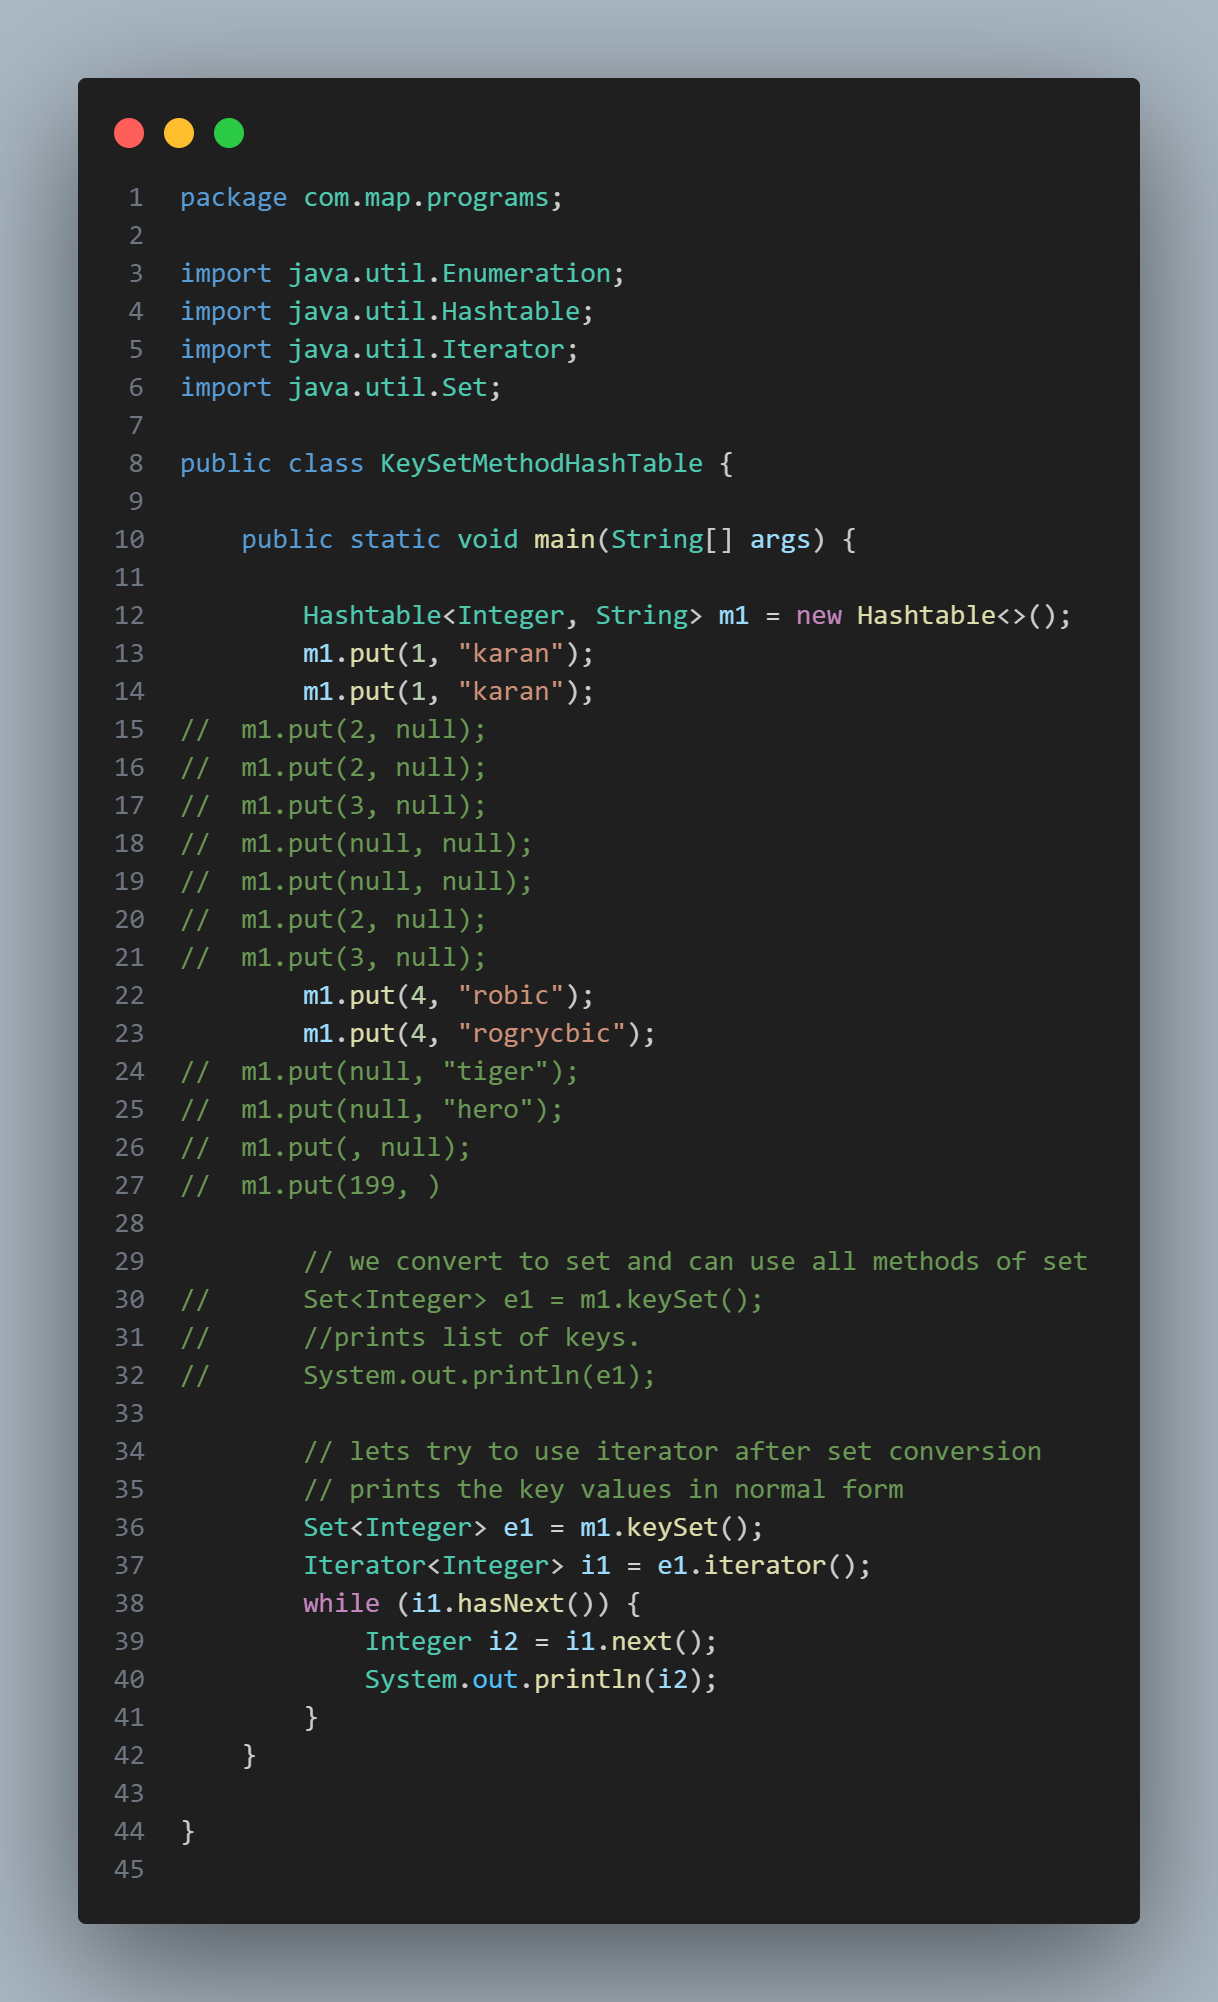 1 package com.map.programs;
2
3 import java.util.Enumeration;
4 import java.util.Hashtable;
5 import java.util.Iterator;
6 import java.util.Set;
7
8 public class KeySetMethodHashTable {
9
10     public static void main(String[] args) {
11
12         Hashtable<Integer, String> m1 = new Hashtable<>();
13         m1.put(1, "karan");
14         m1.put(1, "karan");
15 //  m1.put(2, null);
16 //  m1.put(2, null);
17 //  m1.put(3, null);
18 //  m1.put(null, null);
19 //  m1.put(null, null);
20 //  m1.put(2, null);
21 //  m1.put(3, null);
22         m1.put(4, "robic");
23         m1.put(4, "rogrycbic");
24 //  m1.put(null, "tiger");
25 //  m1.put(null, "hero");
26 //  m1.put(, null);
27 //  m1.put(199, )
28
29         // we convert to set and can use all methods of set
30 //      Set<Integer> e1 = m1.keySet();
31 //      //prints list of keys.
32 //      System.out.println(e1);
33
34         // lets try to use iterator after set conversion
35         // prints the key values in normal form
36         Set<Integer> e1 = m1.keySet();
37         Iterator<Integer> i1 = e1.iterator();
38         while (i1.hasNext()) {
39             Integer i2 = i1.next();
40             System.out.println(i2);
41         }
42     }
43
44 }
45